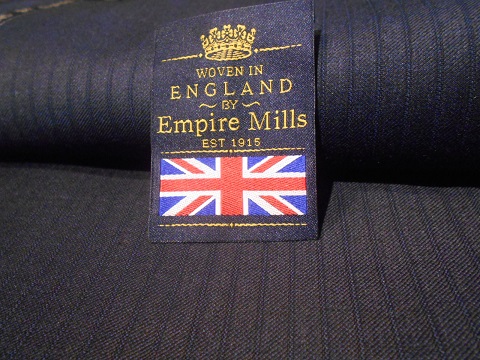 WOVEN IN
ENGLAND
~ BY ~
Empire Mills
EST 1915